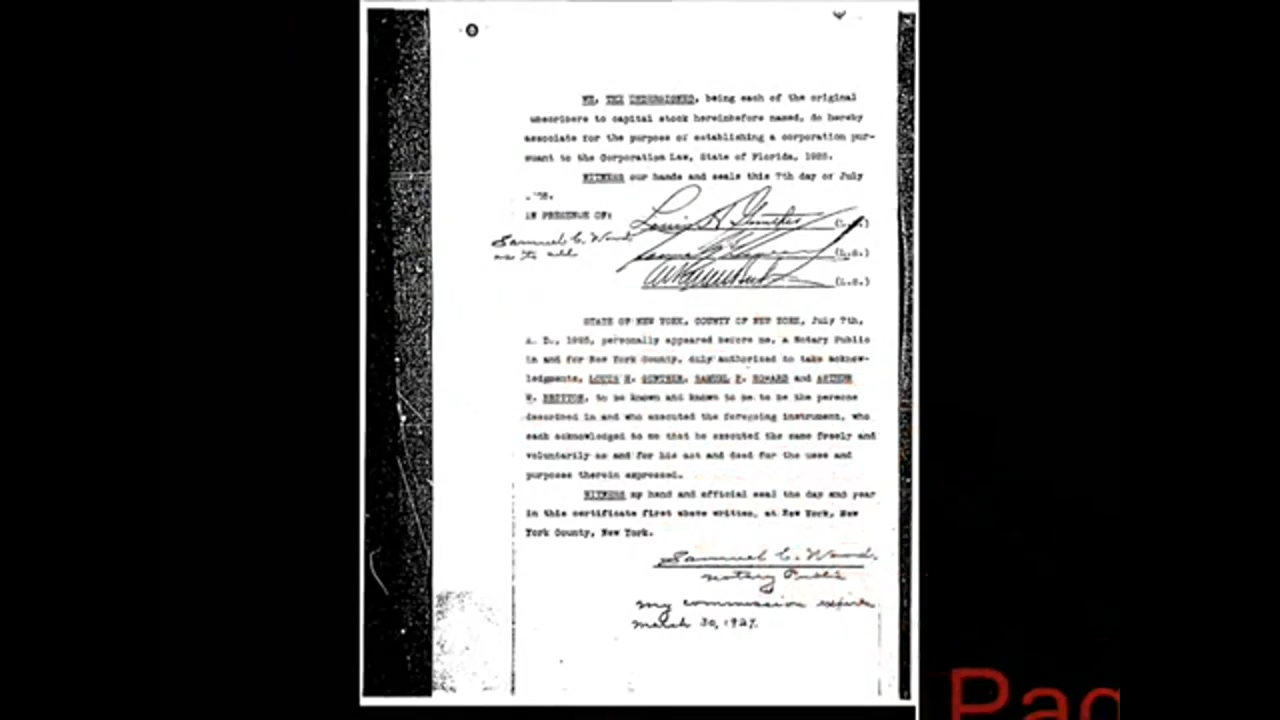 WE, THE UNDERSIGNED, being each of the original
ubscribers to capital stock hereinbefore named, do hereby
associate for the purpose of establishing a corporation pur-
suant to the Corporation Law, State of Florida, 1925.
WITNESS our hands and seals this 7th day of July
IN PRESENCE OF:
(L.S.)
Samuel C. Wood
as to all
(L.S.)
(L.S.)
STATE OF NEW YORK, COUNTY OF NEW YORK, July 7th,
A. D., 1925, personally appeared before me, a Notary Public
in and for New York County, duly authorized to take acknow-
ledgments, LOUIS H. GUNTHER, SAMUEL P. HOWARD and ARTHUR
W. BRITTON, to me known and known to me to be the persons
described in and who executed the foregoing instrument, who
each acknowledged to me that he executed the same freely and
voluntarily as and for his act and deed for the uses and
purposes therein expressed.
WITNESS my hand and official seal the day and year
in this certificate first above written, at New York, New
York County, New York.
Samuel C. Wood.
Notary Public
My commission expires
March 30, 1927.
Pag